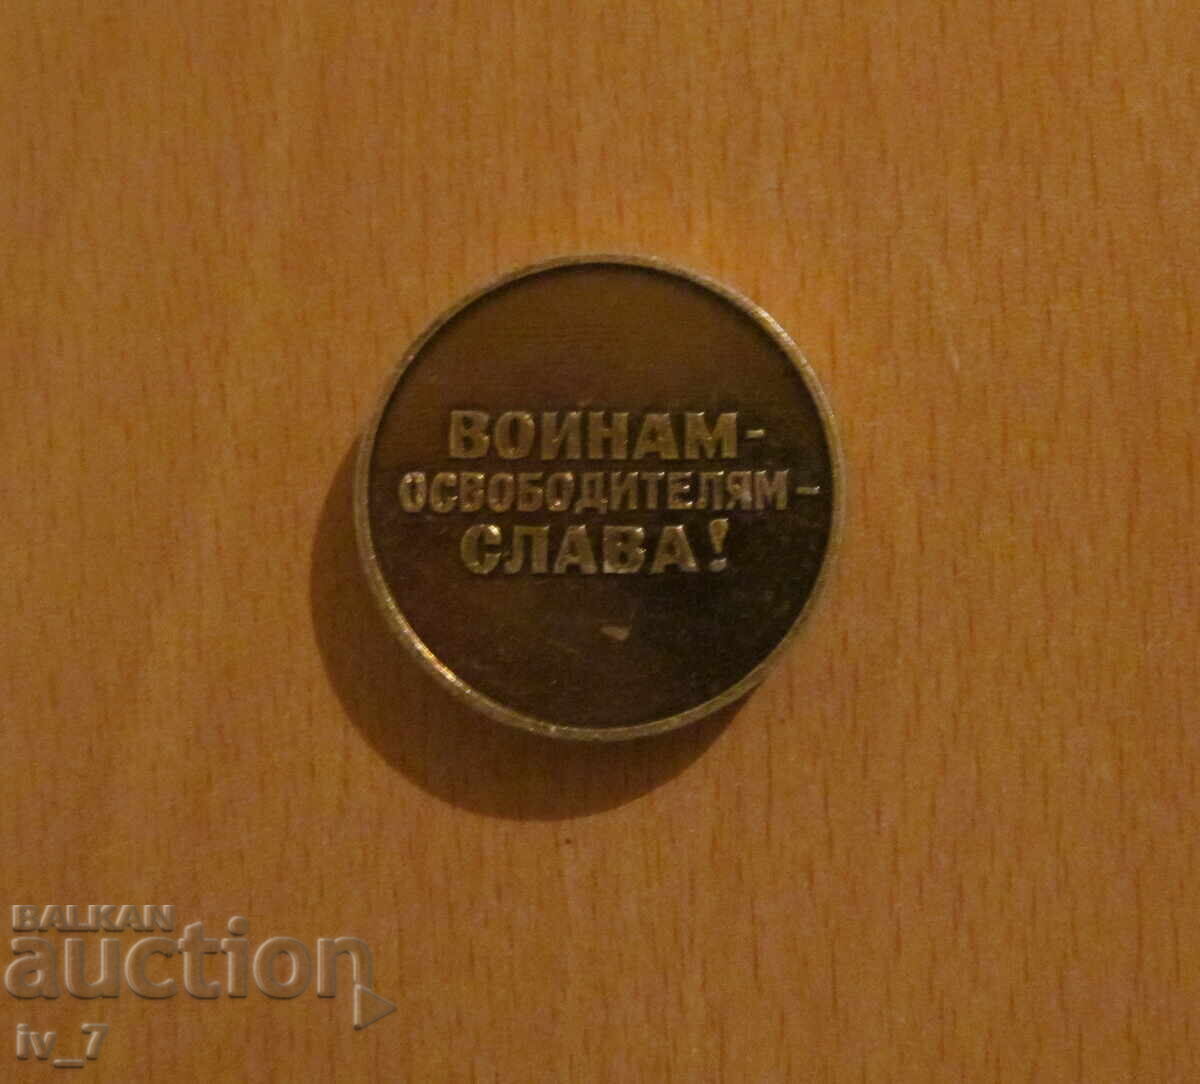 ВОИНАМ-
ОСВОБОДИТЕЛЯМ-
СЛАВА!
BALKAN
auction
iv_7